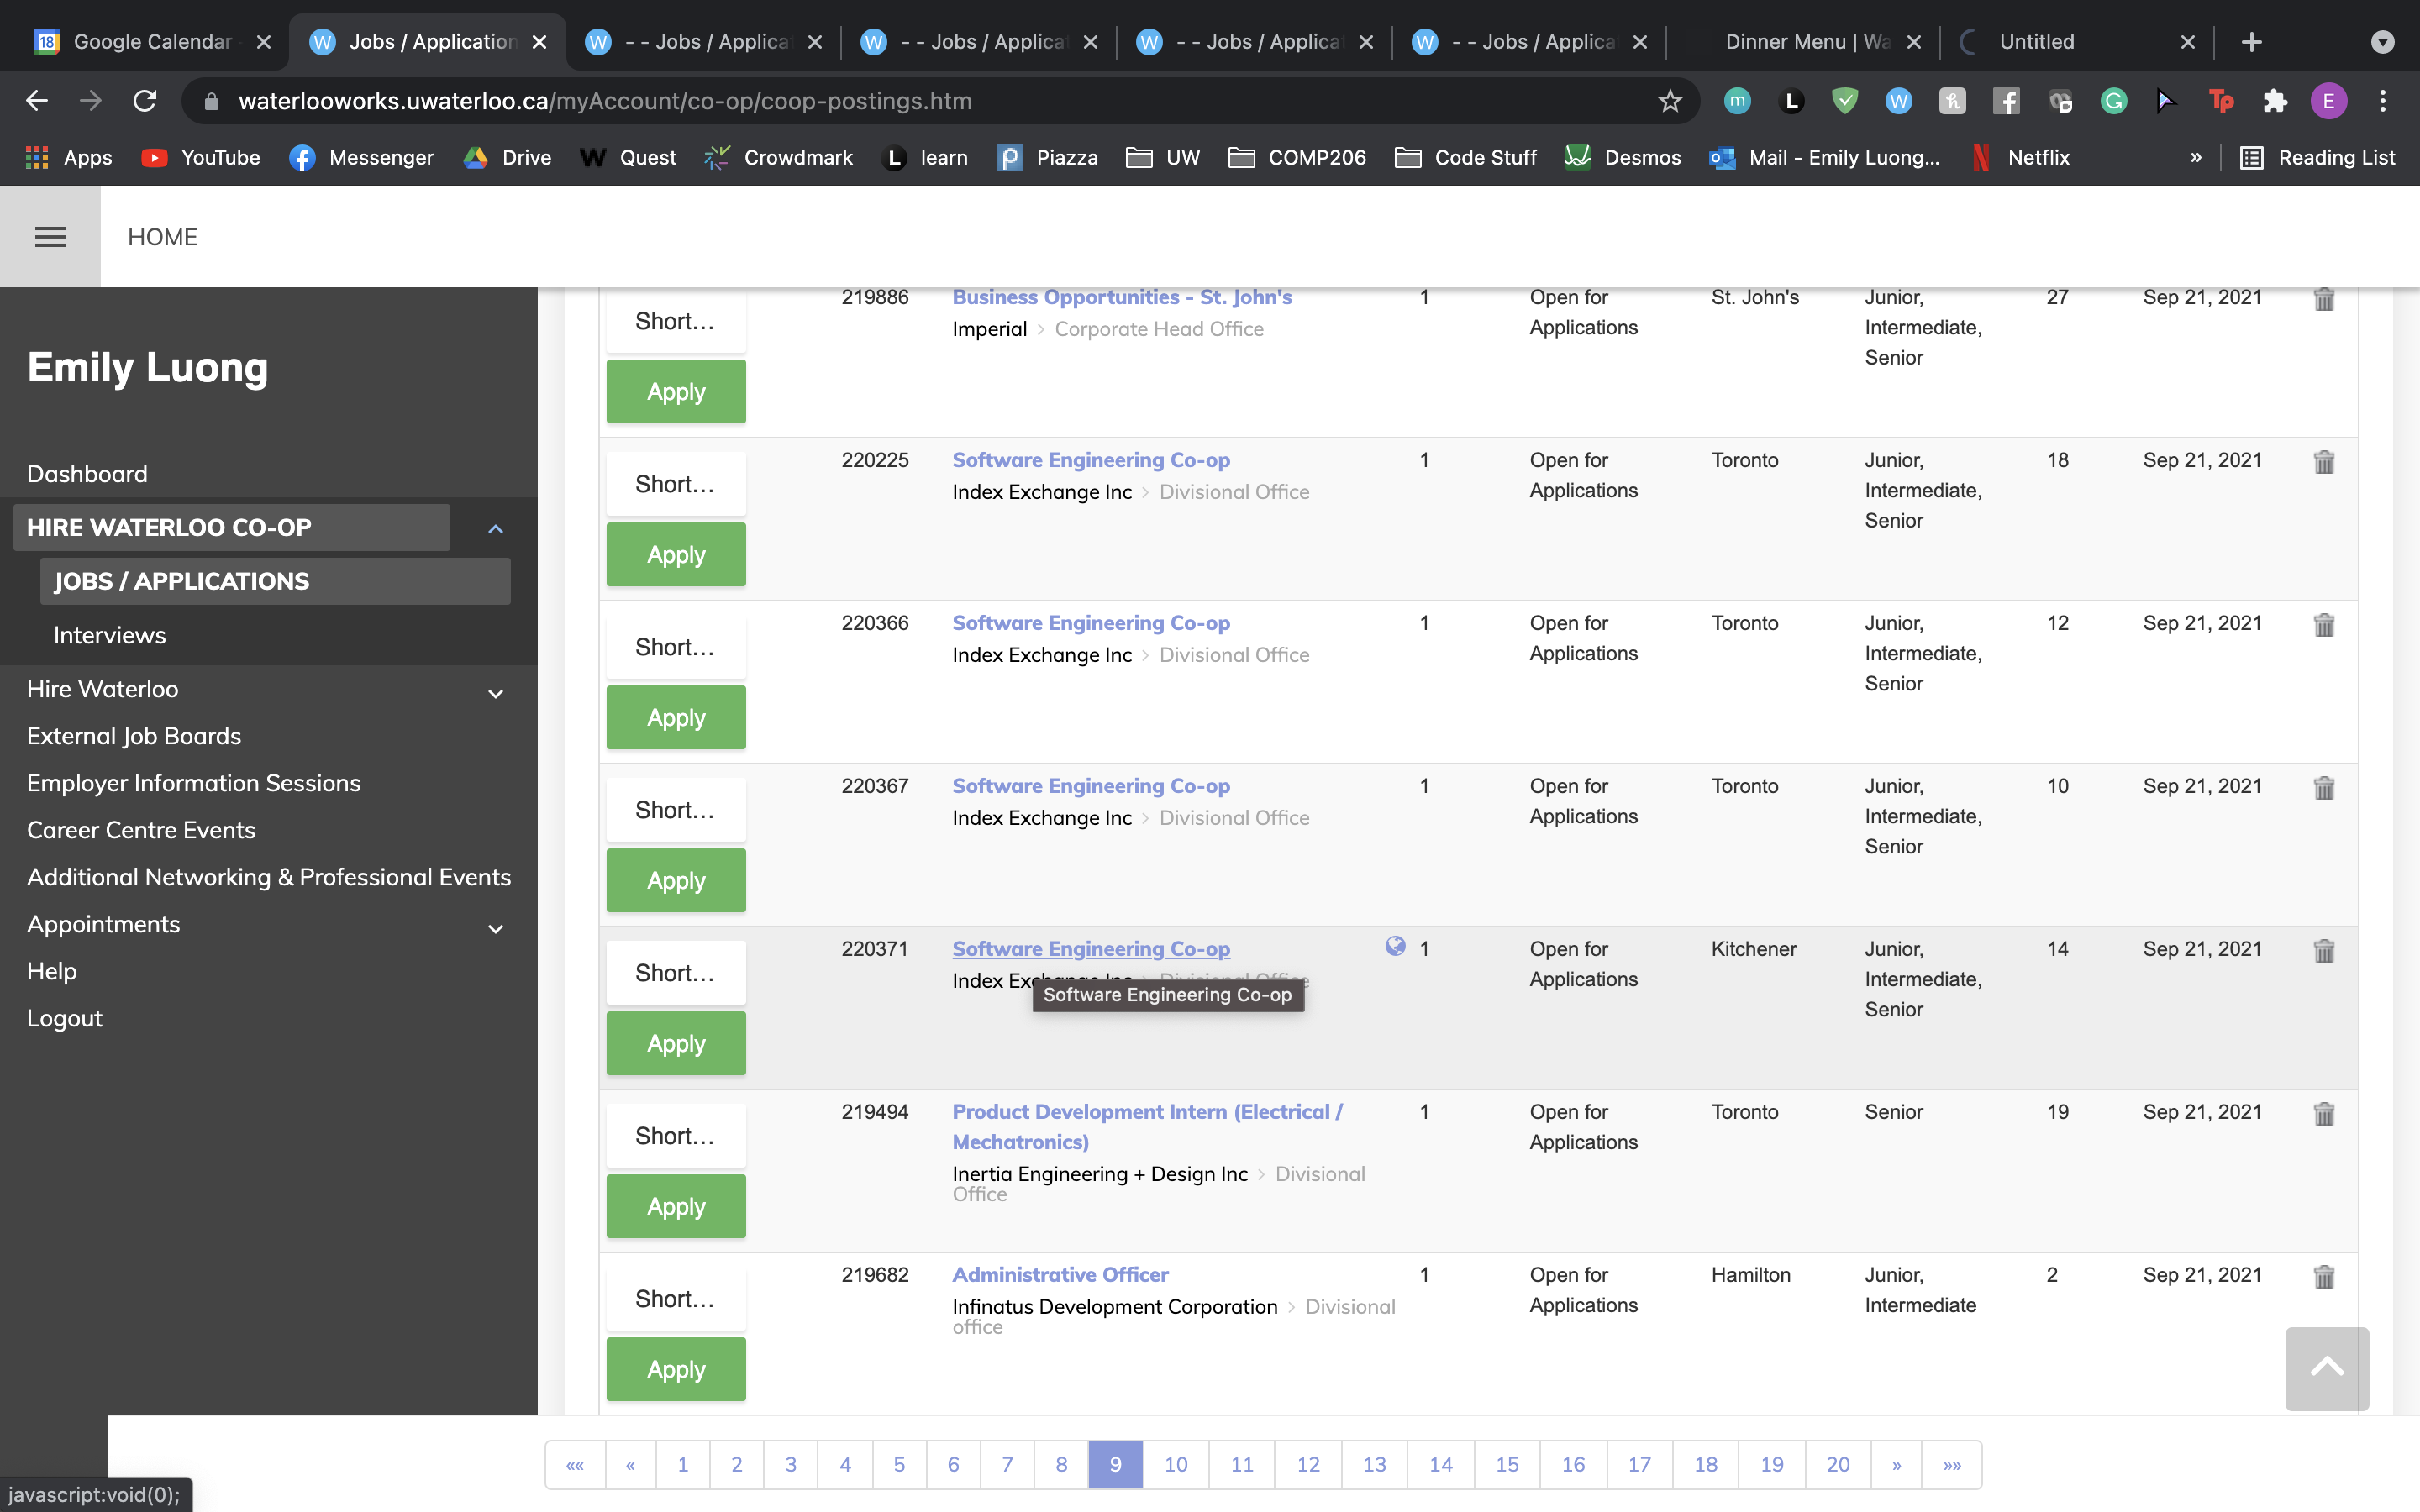 18 Google Calendar
W Jobs / Application
W - - Jobs / Applica
W - - Jobs / Applica
W - - Jobs / Applica
W - - Jobs / Applica
Dinner Menu | Wa
Untitled
waterlooworks.uwaterloo.ca/myAccount/co-op/coop-postings.htm
m L W h G Tp E
Apps YouTube Messenger Drive W Quest Crowdmark L learn p Piazza UW COMP206 Code Stuff Desmos Mail - Emily Luong... Netflix » Reading List
HOME
Emily Luong
Dashboard
HIRE WATERLOO CO-OP
JOBS / APPLICATIONS
Interviews
Hire Waterloo
External Job Boards
Employer Information Sessions
Career Centre Events
Additional Networking & Professional Events
Appointments
Help
Logout
Short... 219886 Business Opportunities - St. John's 1 Open for St. John's Junior, 27 Sep 21, 2021
Imperial > Corporate Head Office Applications Intermediate,
Senior
Apply
Short... 220225 Software Engineering Co-op 1 Open for Toronto Junior, 18 Sep 21, 2021
Index Exchange Inc > Divisional Office Applications Intermediate,
Senior
Apply
Short... 220366 Software Engineering Co-op 1 Open for Toronto Junior, 12 Sep 21, 2021
Index Exchange Inc > Divisional Office Applications Intermediate,
Senior
Apply
Short... 220367 Software Engineering Co-op 1 Open for Toronto Junior, 10 Sep 21, 2021
Index Exchange Inc > Divisional Office Applications Intermediate,
Senior
Apply
Short... 220371 Software Engineering Co-op 1 Open for Kitchener Junior, 14 Sep 21, 2021
Index Exchange Inc > Divisional Office Applications Intermediate,
Software Engineering Co-op
Senior
Apply
Short... 219494 Product Development Intern (Electrical / 1 Open for Toronto Senior 19 Sep 21, 2021
Mechatronics) Applications
Inertia Engineering + Design Inc > Divisional
Office
Apply
Short... 219682 Administrative Officer 1 Open for Hamilton Junior, 2 Sep 21, 2021
Infinatus Development Corporation > Divisional Applications Intermediate
office
Apply
«« « 1 2 3 4 5 6 7 8 9 10 11 12 13 14 15 16 17 18 19 20 » »»
javascript:void(0);